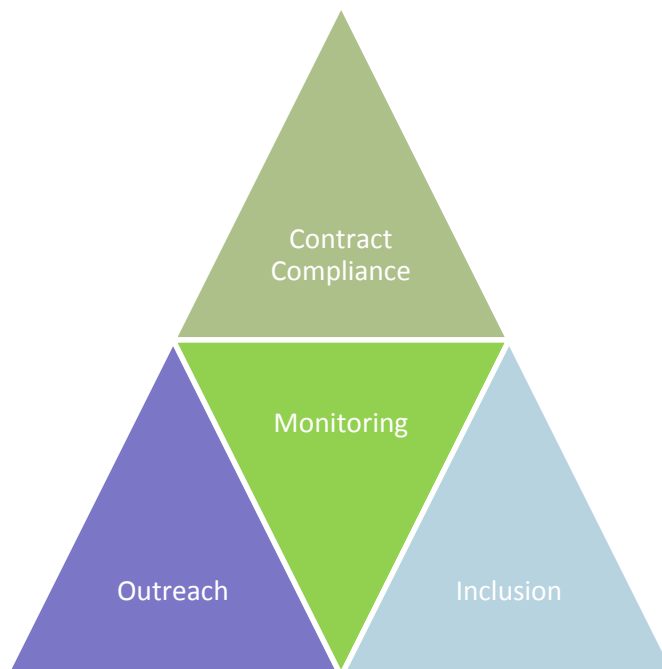 Contract
Compliance
Monitoring
Outreach
Inclusion